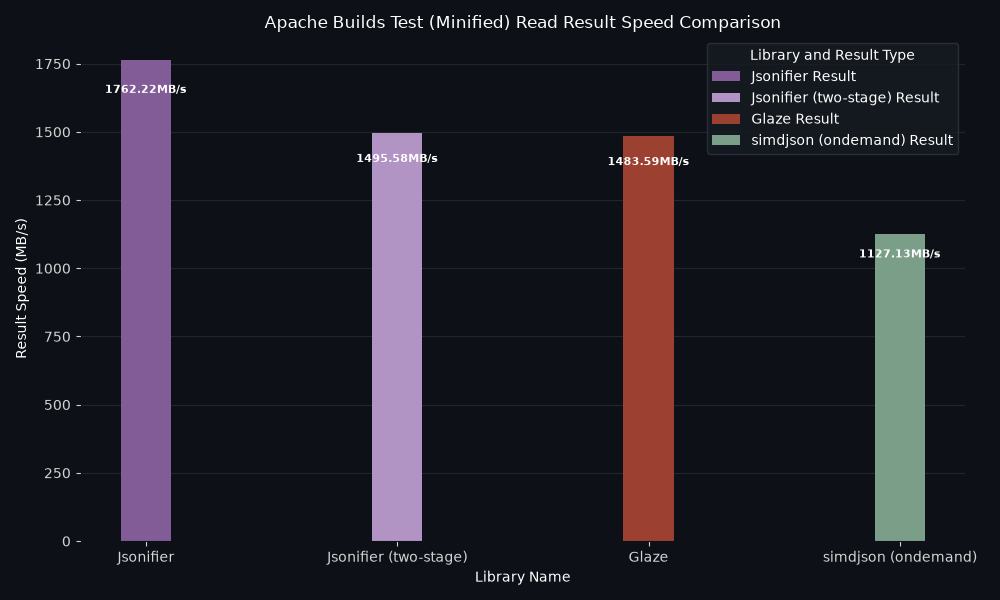 Apache Builds Test (Minified) Read Result Speed Comparison
Library and Result Type
Jsonifier Result
Jsonifier (two-stage) Result
Glaze Result
simdjson (ondemand) Result
Result Speed (MB/s)
1750
1500
1250
1000
750
500
250
0
1762.22MB/s
1495.58MB/s
1483.59MB/s
1127.13MB/s
Jsonifier
Jsonifier (two-stage)
Glaze
simdjson (ondemand)
Library Name